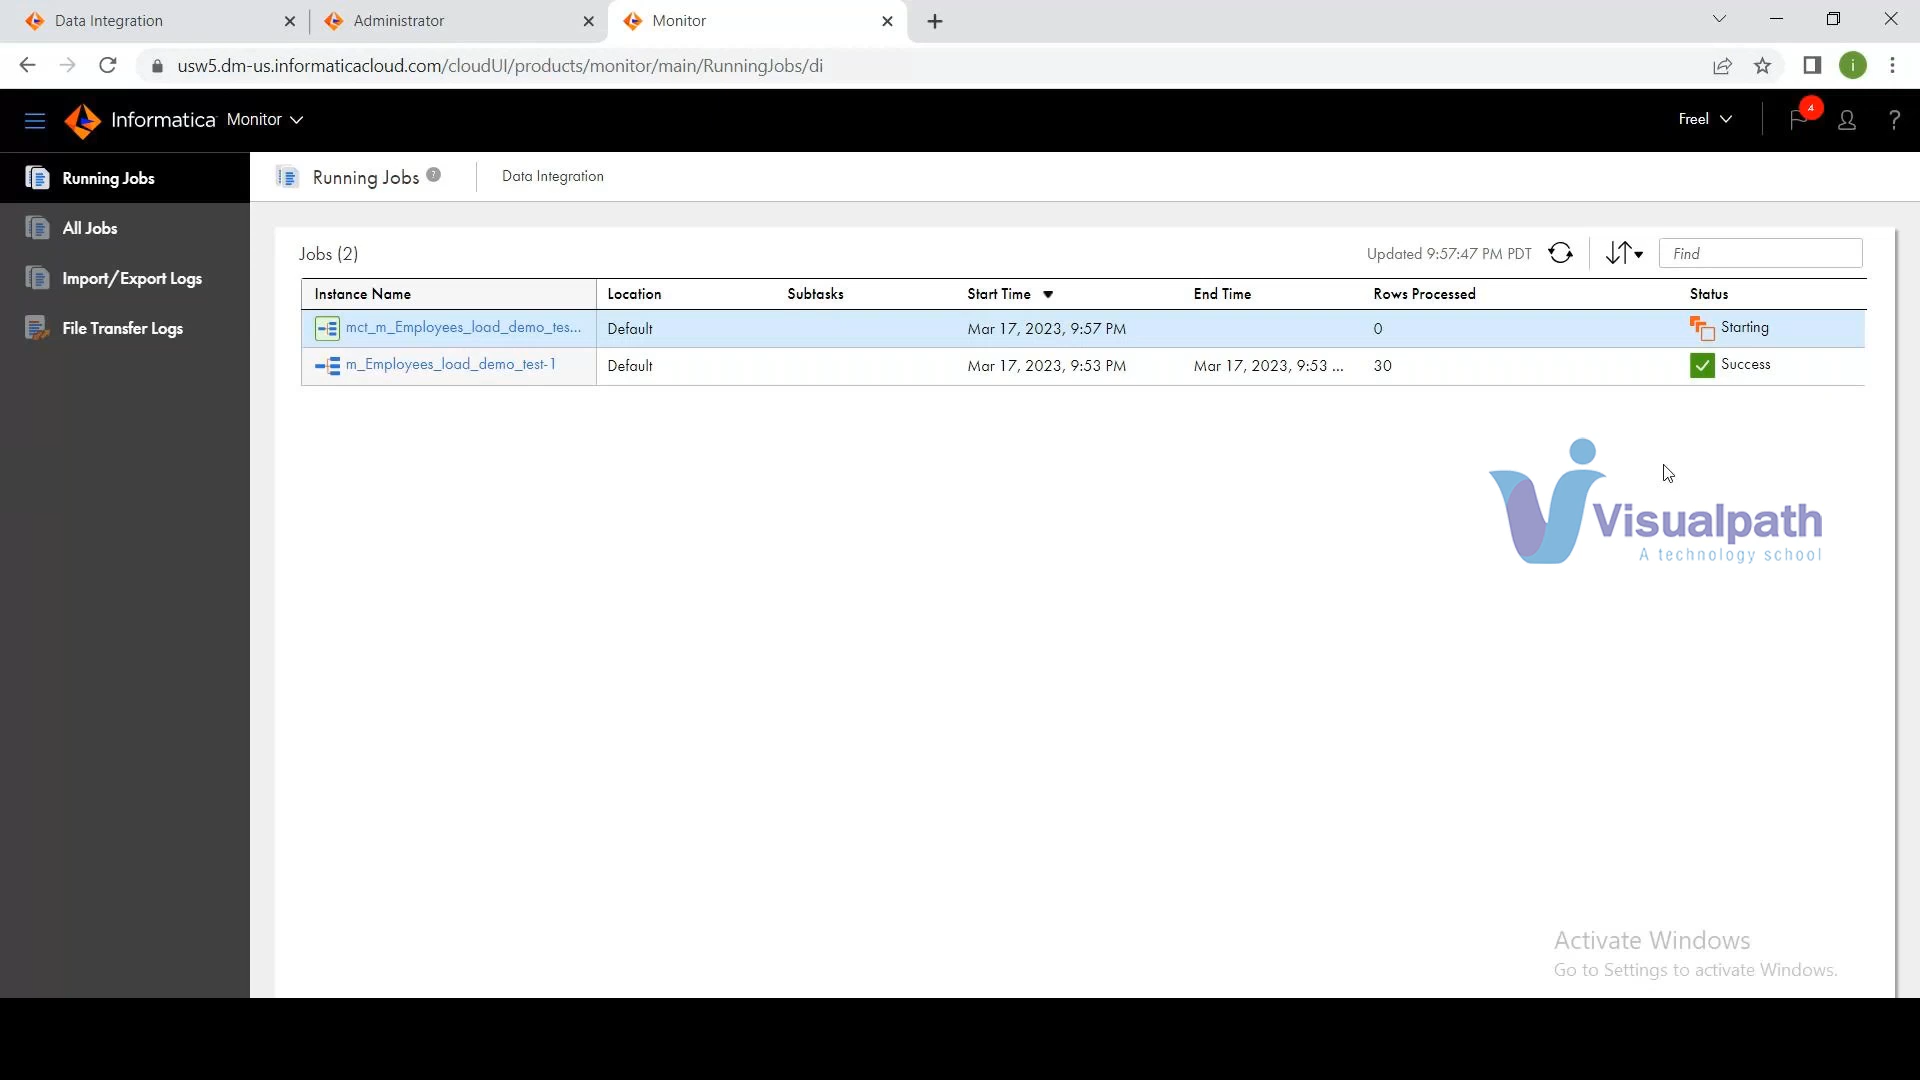 Data Integration
Administrator
Monitor
usw5.dm-us.informaticacloud.com/cloudUI/products/monitor/main/RunningJobs/di
i
Informatica Monitor
Freel
4
?
Running Jobs
All Jobs
Import/Export Logs
File Transfer Logs
Running Jobs ?
Data Integration
Jobs (2)
Updated 9:57:47 PM PDT
Find
Instance Name Location Subtasks Start Time End Time Rows Processed Status
mct_m_Employees_load_demo_tes... Default Mar 17, 2023, 9:57 PM 0 Starting
m_Employees_load_demo_test-1 Default Mar 17, 2023, 9:53 PM Mar 17, 2023, 9:53 ... 30 Success
Visualpath
A technology school
Activate Windows
Go to Settings to activate Windows.